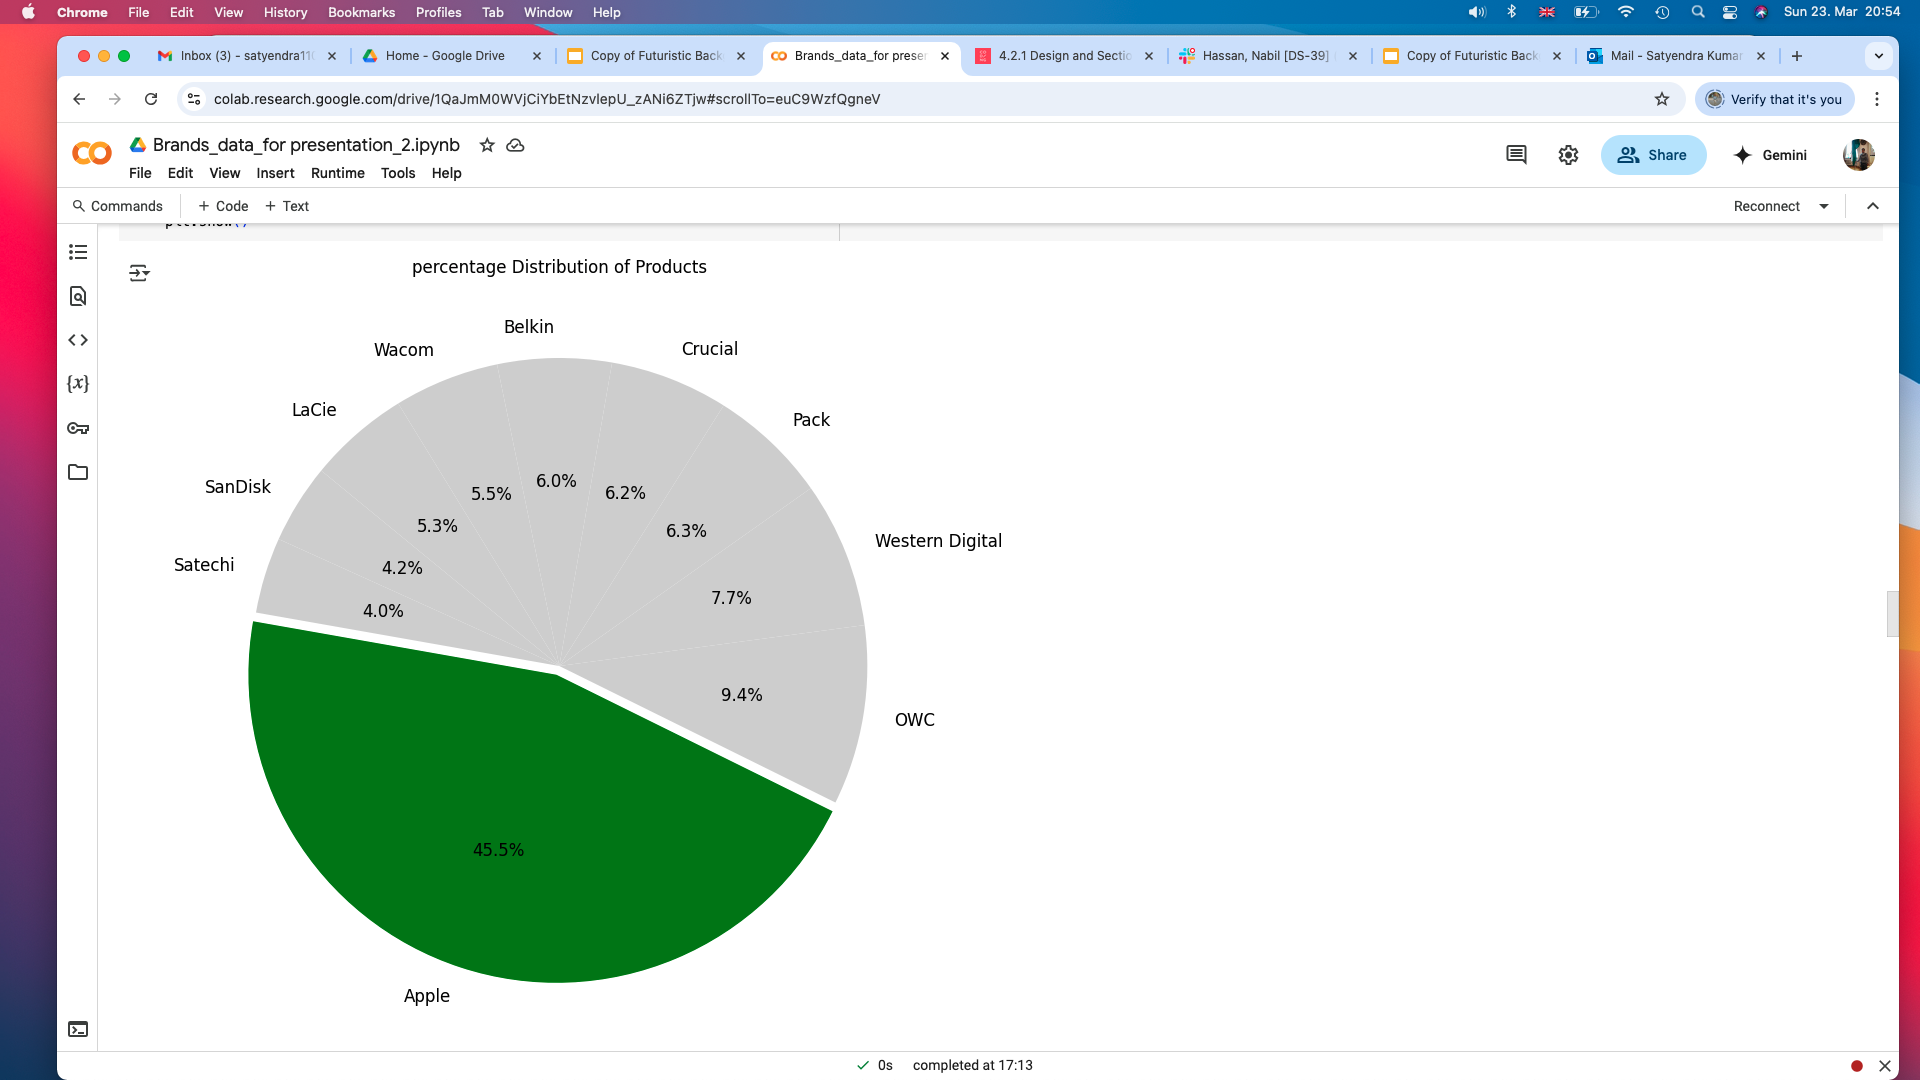 Chrome File Edit View History Bookmarks Profiles Tab Window Help Sun 23. Mar 20:54
Inbox (3) - satyendra110 Home - Google Drive Copy of Futuristic Back Brands_data_for presen 4.2.1 Design and Sectio Hassan, Nabil [DS-39] Copy of Futuristic Back Mail - Satyendra Kumar
colab.research.google.com/drive/1QaJmM0WVjCiYbEtNzvlepU_zANi6ZTjw#scrollTo=euC9WzfQgneV Verify that it's you
Brands_data_for presentation_2.ipynb
File Edit View Insert Runtime Tools Help
Share Gemini
Commands + Code + Text Reconnect
percentage Distribution of Products
Belkin
Wacom
Crucial
LaCie
Pack
SanDisk
Western Digital
Satechi
OWC
Apple
6.0%
5.5%
6.2%
5.3%
6.3%
4.2%
7.7%
4.0%
9.4%
45.5%
{x}
0s completed at 17:13